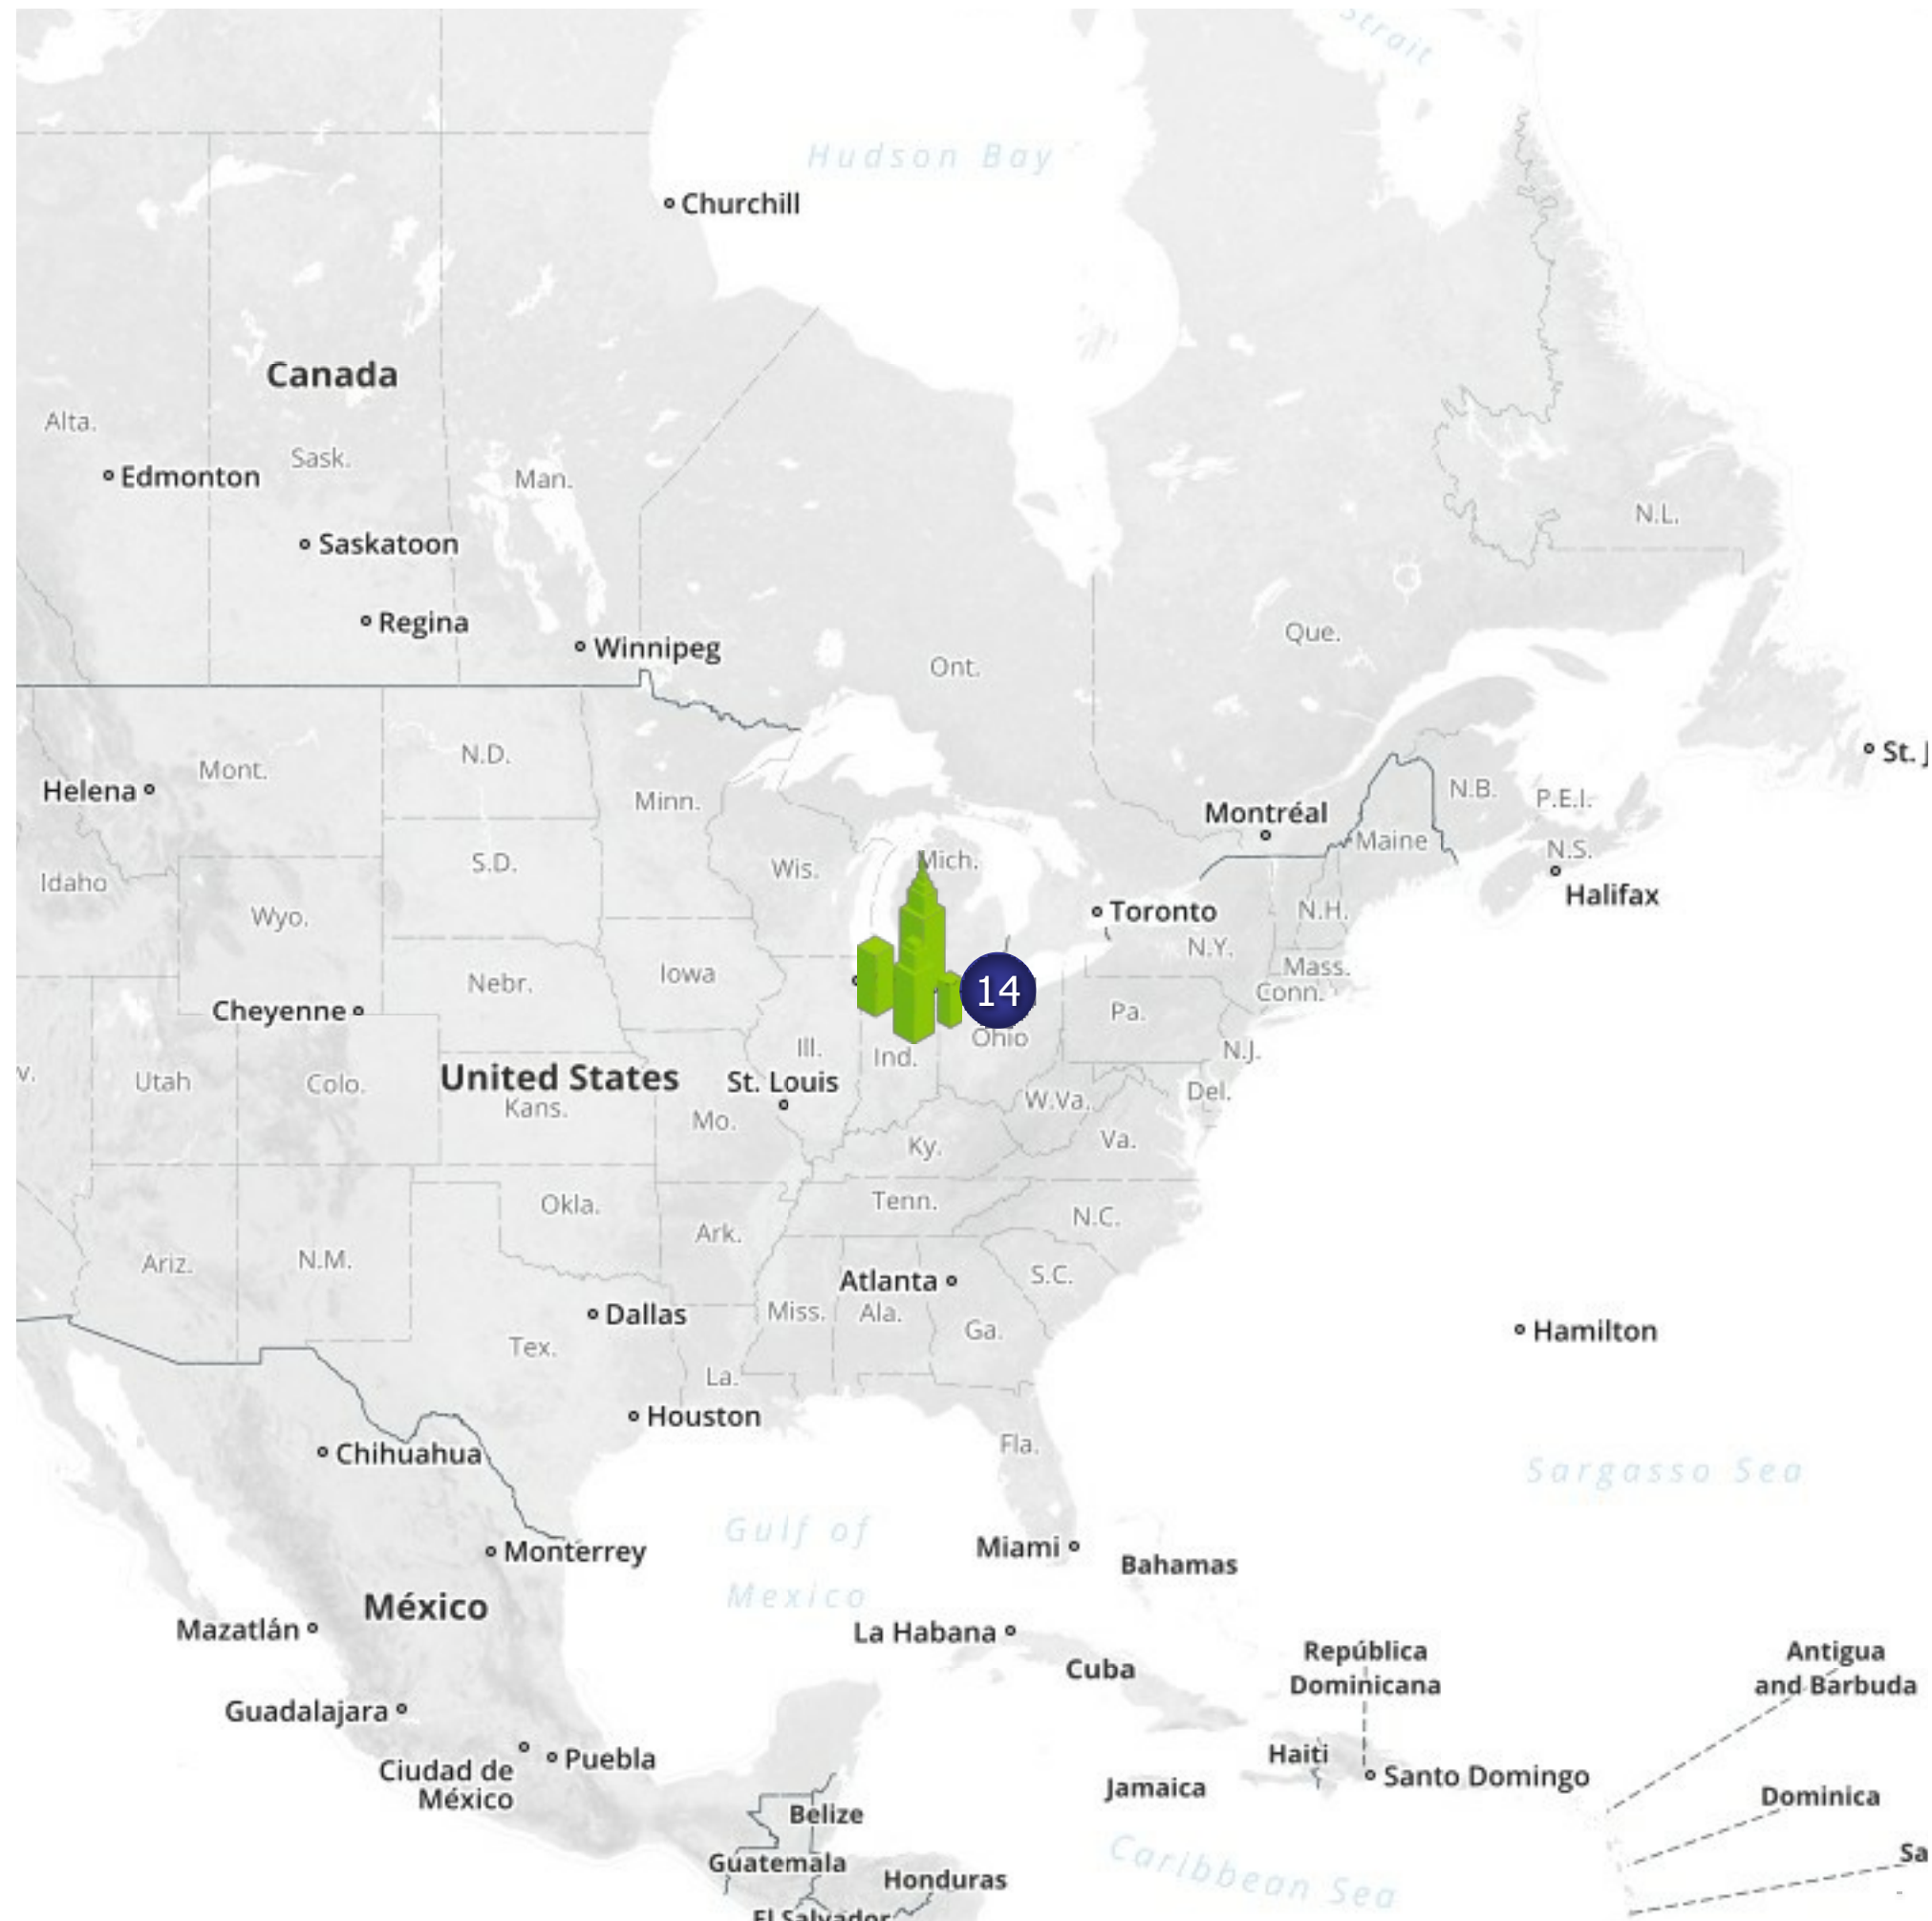 Strait
Hudson Bay
Churchill
Canada
Alta.
Sask.
Edmonton
Man.
N.L.
Saskatoon
Regina
Winnipeg
Que.
Ont.
N.D.
St. J
Mont.
Helena
Minn.
N.B.
P.E.I.
Montréal
Maine
N.S.
S.D.
Wis.
Mich.
Idaho
Halifax
Wyo.
Toronto
N.H.
N.Y.
Iowa
Mass.
Nebr.
14
Conn.
Cheyenne
Pa.
Ohio
Ill.
Ind.
N.J.
v.
Utah
Colo.
United States
St. Louis
Del.
Kans.
W.Va.
Mo.
Va.
Ky.
Okla.
Tenn.
N.C.
Ark.
Ariz.
N.M.
Atlanta
S.C.
Dallas
Miss.
Ala.
Ga.
Hamilton
Tex.
La.
Houston
Fla.
Chihuahua
Sargasso Sea
Gulf of
Mexico
Monterrey
Miami
Bahamas
México
Mazatlán
La Habana
Cuba
República
Dominicana
Antigua
and Barbuda
Guadalajara
Ciudad de
México
Puebla
Haiti
Santo Domingo
Jamaica
Dominica
Belize
Guatemala
Honduras
Caribbean Sea
Sa
El Salvador